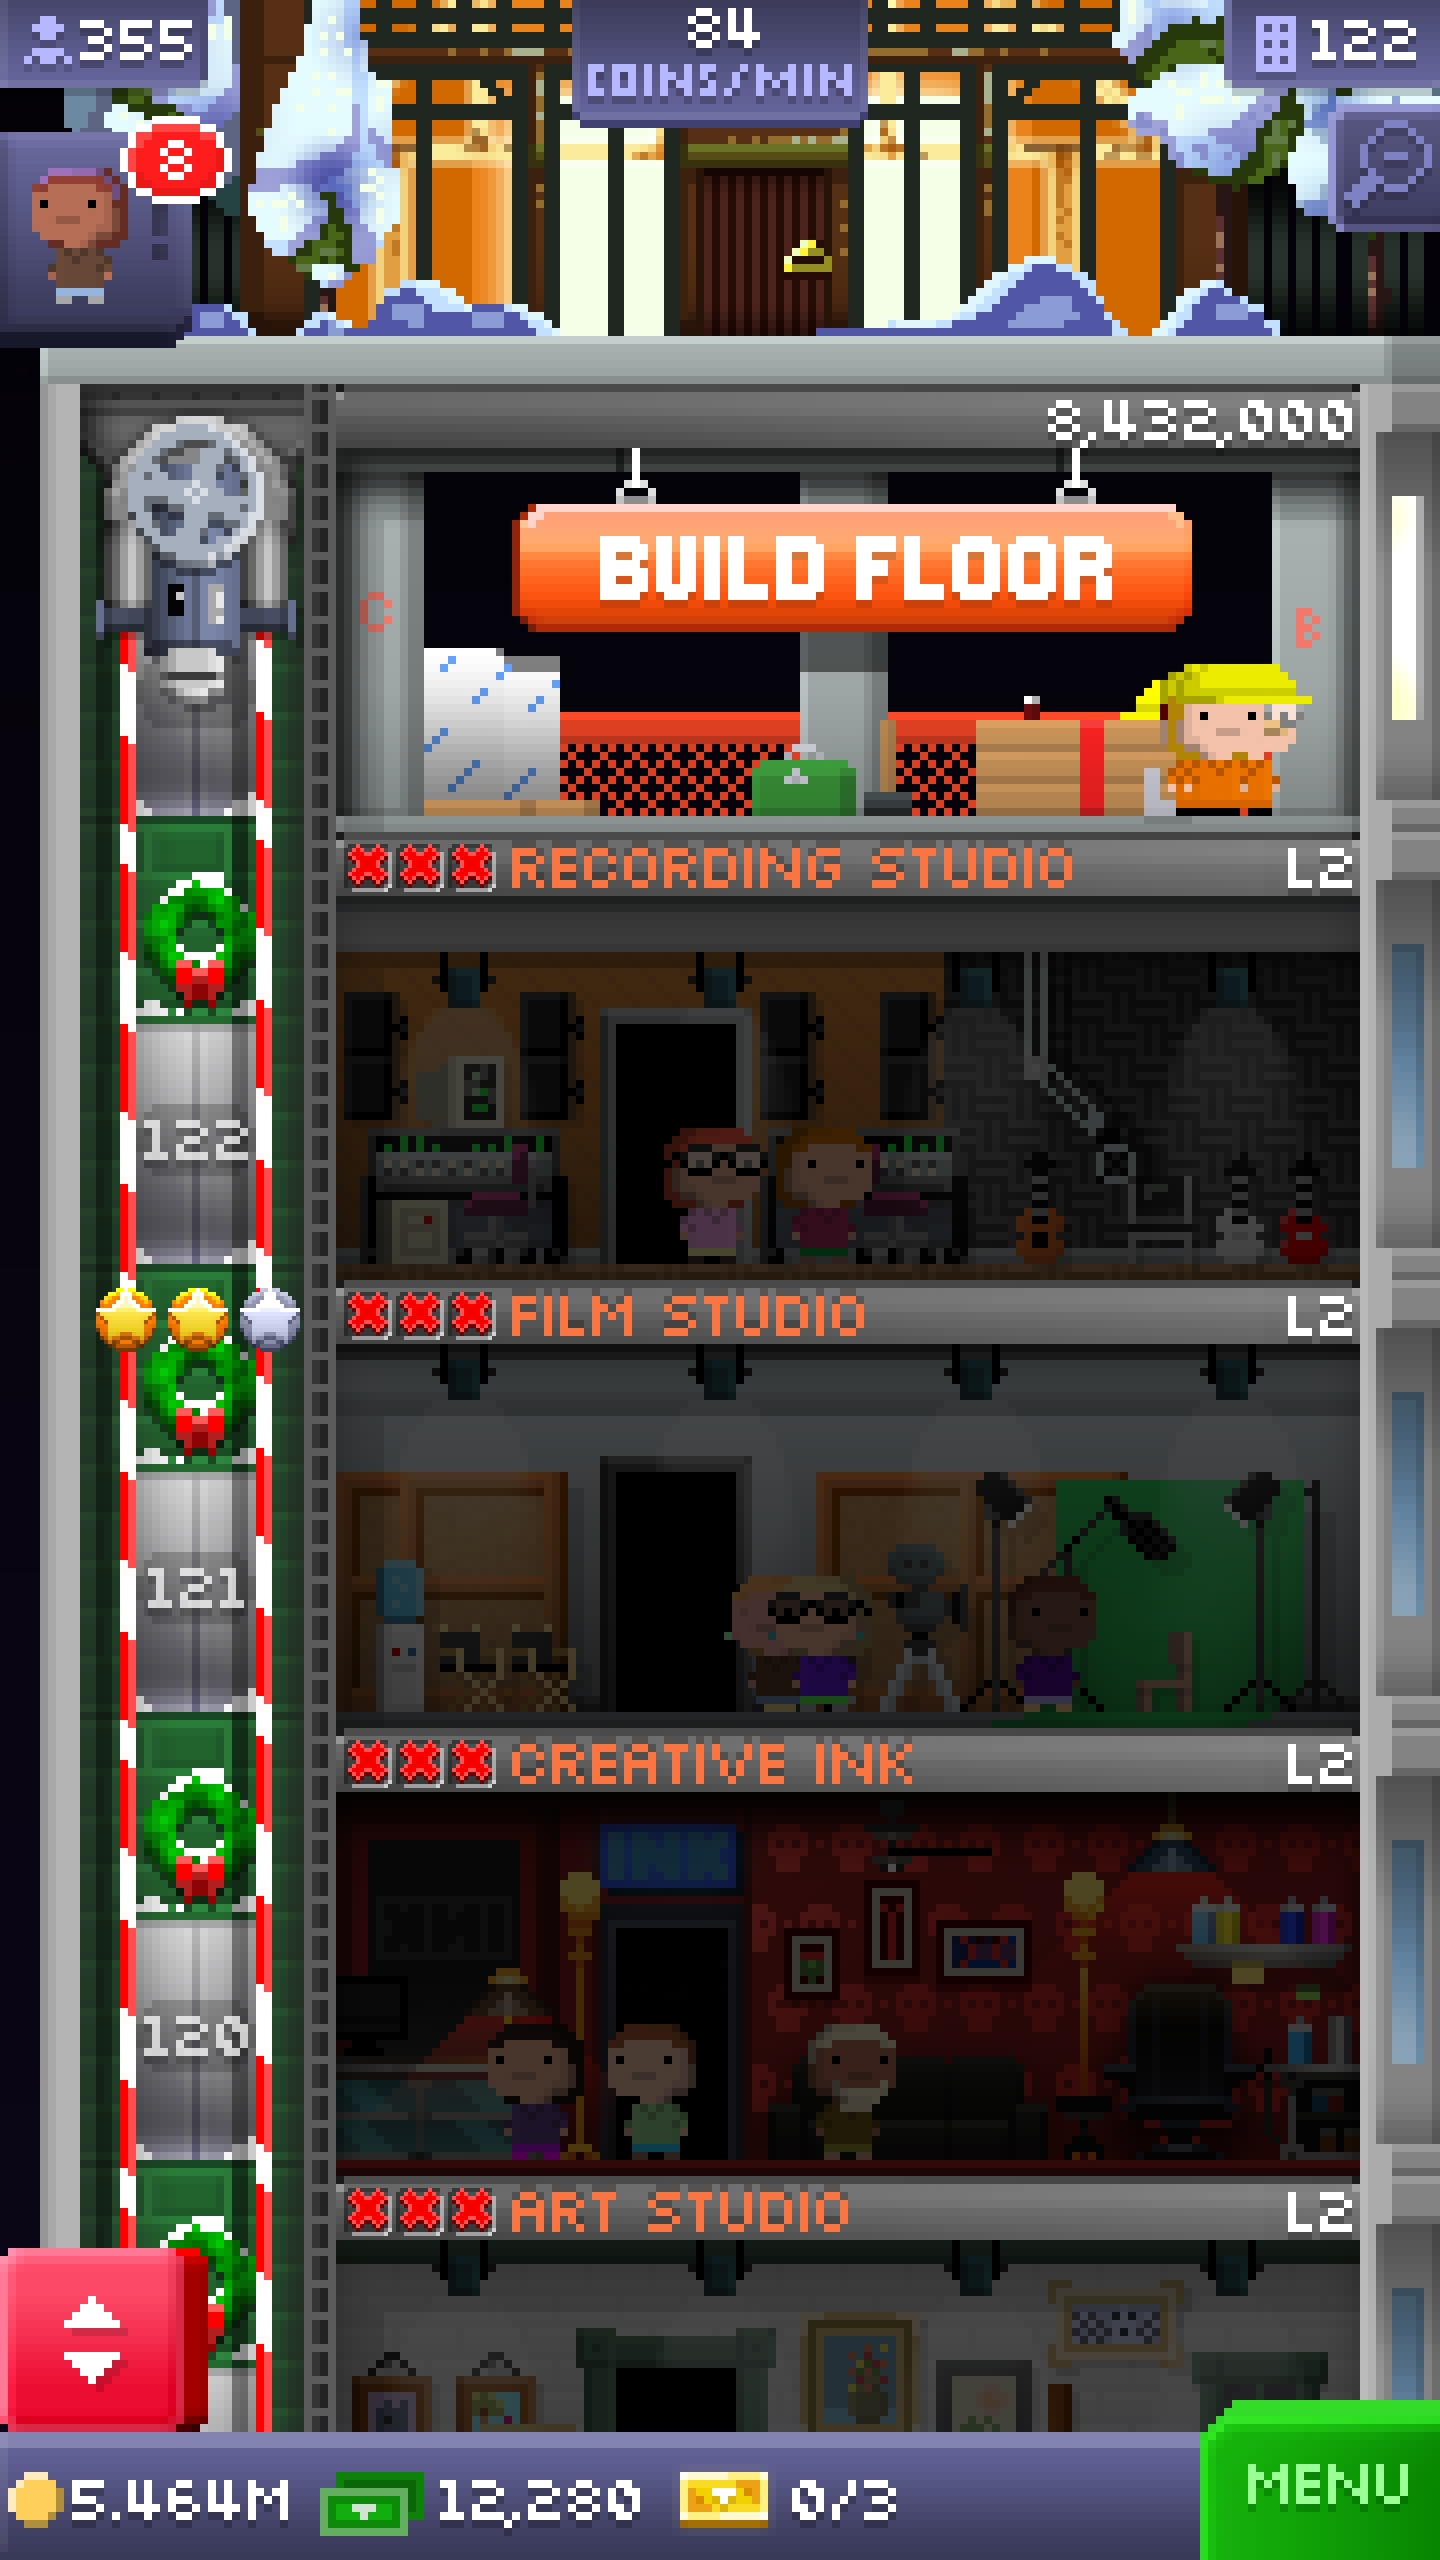 355
84
COINS/MIN
122
8
8,432,000
BUILD FLOOR
C
B
RECORDING STUDIO L2
122
FILM STUDIO L2
121
CREATIVE INK L2
INK
120
ART STUDIO L2
5.464M 12,280 0/3
MENU